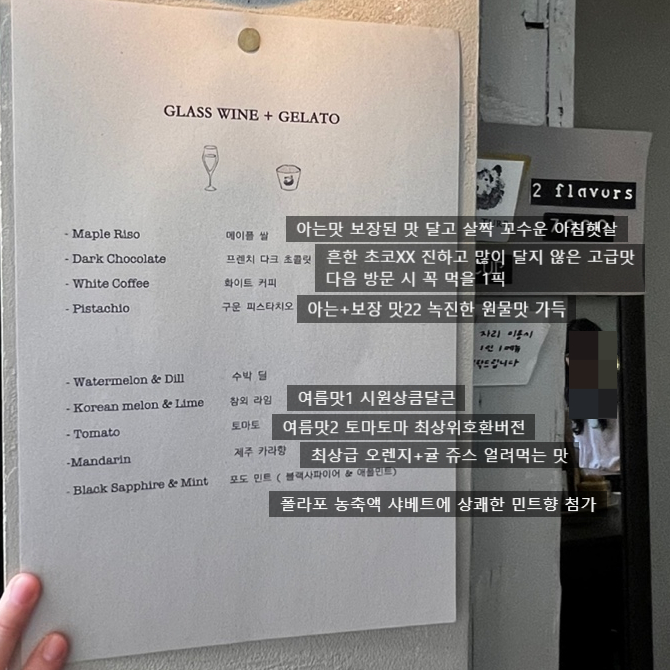 GLASS WINE + GELATO
2 flavors
- Maple Riso 메이플 쌀 아는맛 보장된 맛 달고 살짝 꼬수운 아침햇살
- Dark Chocolate 프렌치 다크 초콜릿 흔한 초코XX 진하고 많이 달지 않은 고급맛
다음 방문 시 꼭 먹을 1픽
- White Coffee 화이트 커피
- Pistachio 구운 피스타치오 아는+보장 맛22 녹진한 원물맛 가득
자리 이용시
1인 1메뉴
- Watermelon & Dill 수박 딜
- Korean melon & Lime 참외 라임 여름맛1 시원상큼달큰
- Tomato 토마토 여름맛2 토마토마 최상위호환버전
-Mandarin 제주 카라향 최상급 오렌지+귤 쥬스 얼려먹는 맛
- Black Sapphire & Mint 포도 민트 ( 블랙사파이어 & 애플민트)
폴라포 농축액 샤베트에 상쾌한 민트향 첨가